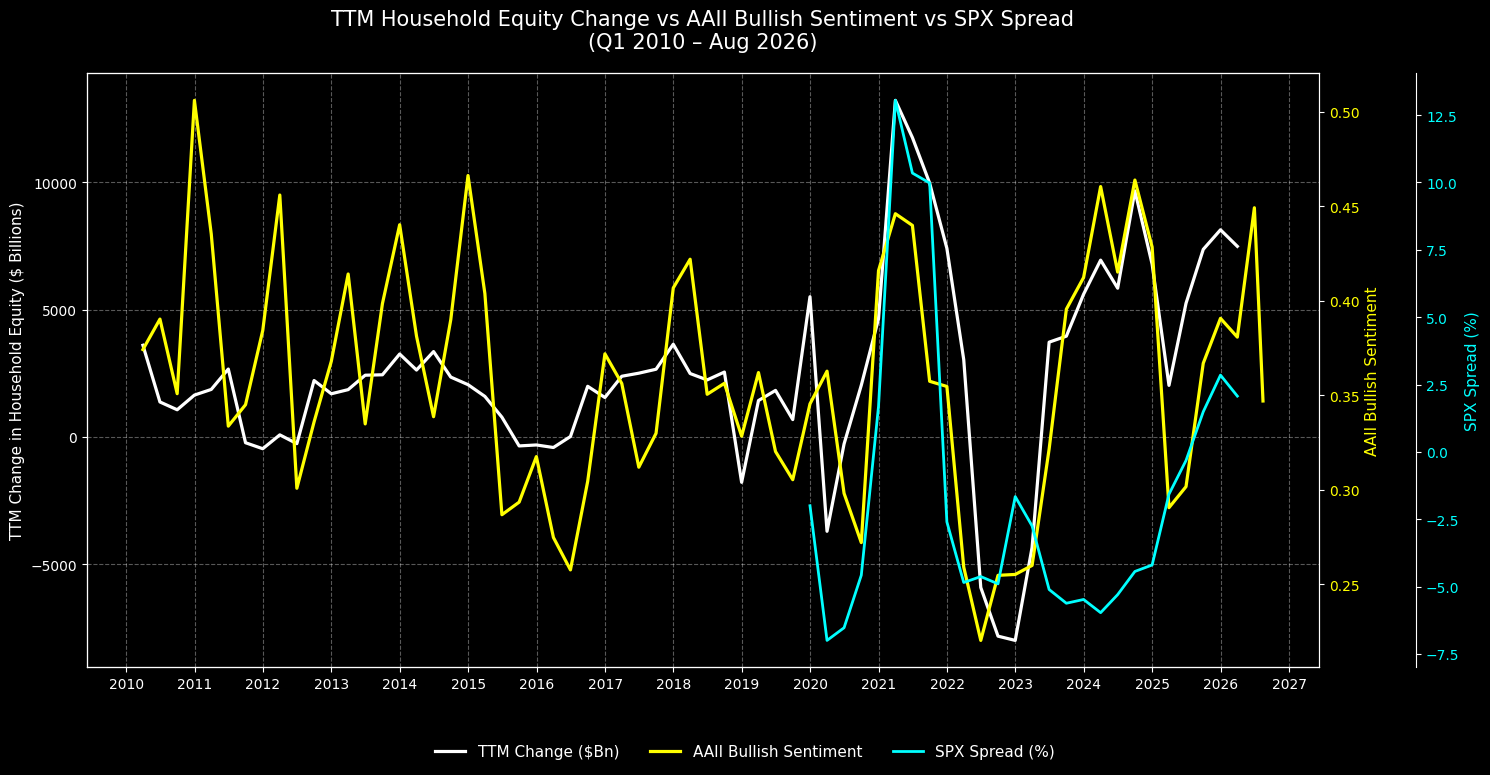 TTM Household Equity Change vs AAII Bullish Sentiment vs SPX Spread
(Q1 2010 – Aug 2026)
TTM Change in Household Equity ($ Billions)
10000
5000
0
−5000
0.50
0.45
0.40
0.35
0.30
0.25
AAII Bullish Sentiment
12.5
10.0
7.5
5.0
2.5
0.0
−2.5
−5.0
−7.5
SPX Spread (%)
2010 2011 2012 2013 2014 2015 2016 2017 2018 2019 2020 2021 2022 2023 2024 2025 2026 2027
TTM Change ($Bn) AAII Bullish Sentiment SPX Spread (%)